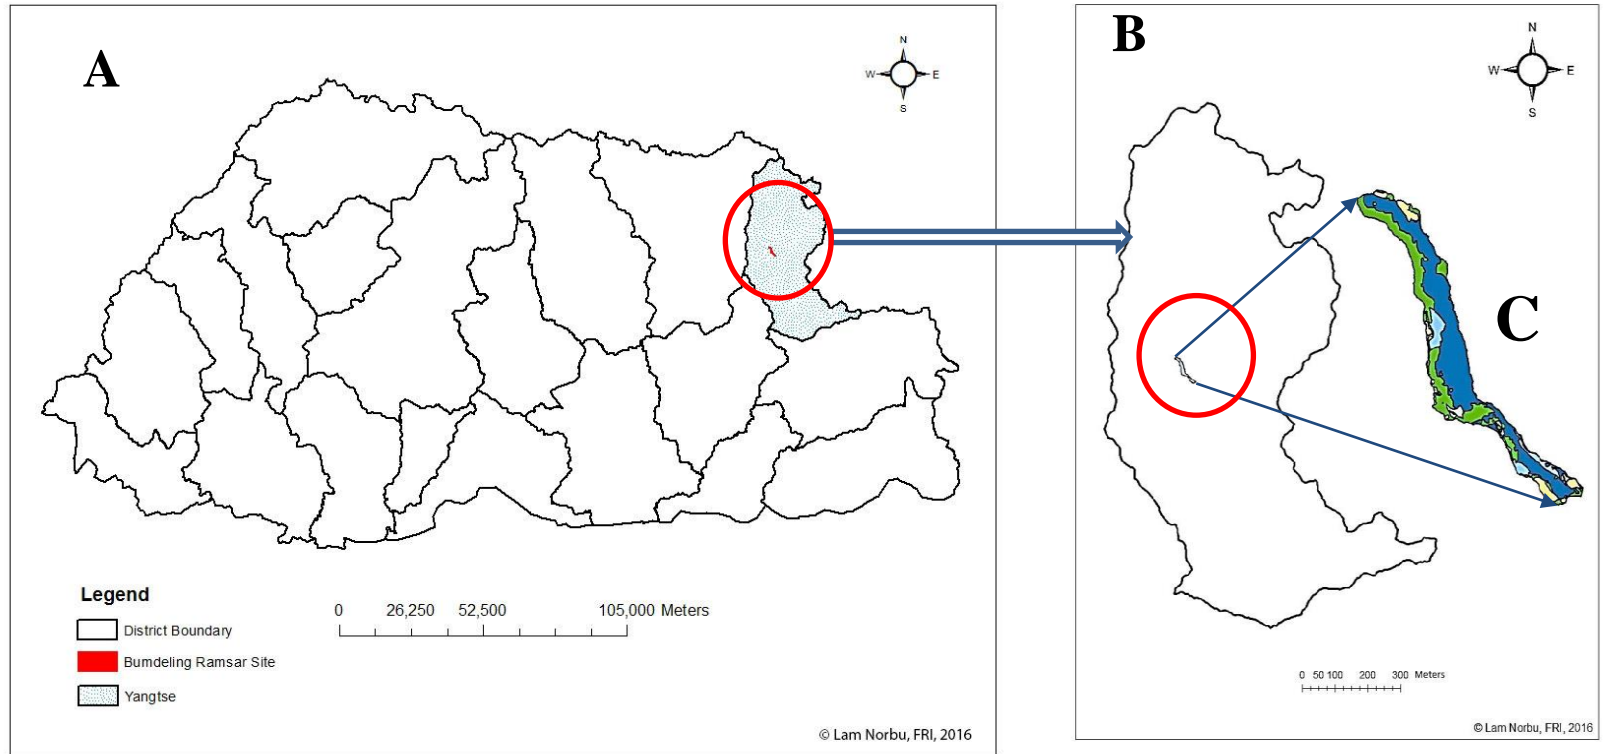 A
N
W E
S
Legend
0 26,250 52,500 105,000 Meters
District Boundary
Bumdeling Ramsar Site
Yangtse
© Lam Norbu, FRI, 2016
B
N
W E
S
C
0 50 100 200 300 Meters
© Lam Norbu, FRI, 2016